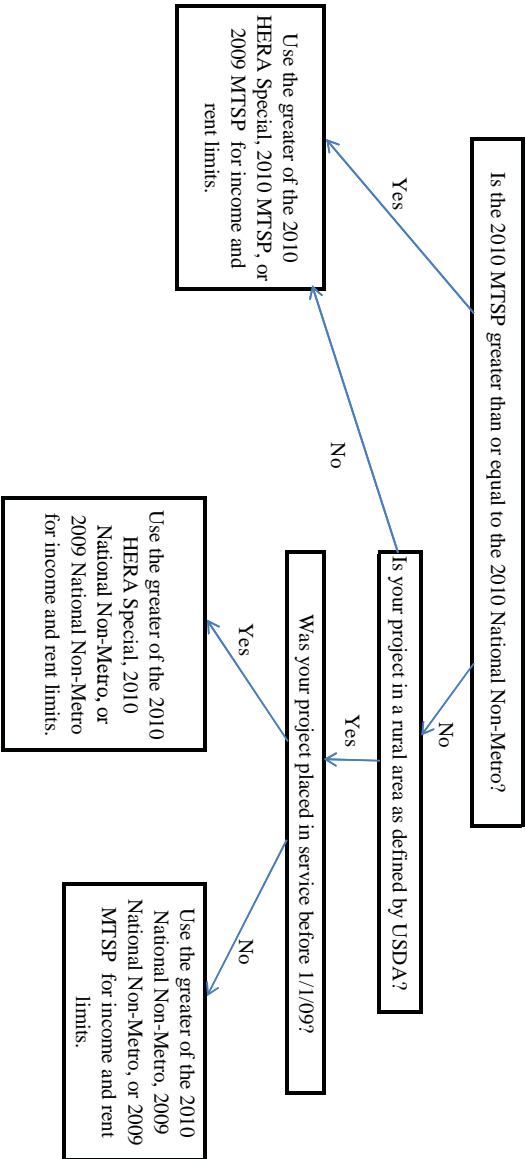 Is the 2010 MTSP greater than or equal to the 2010 National Non-Metro?
Yes
No
Is your project in a rural area as defined by USDA?
No
Yes
Use the greater of the 2010
HERA Special, 2010 MTSP, or
2009 MTSP for income and
rent limits.
Was your project placed in service before 1/1/09?
Yes
No
Use the greater of the 2010
HERA Special, 2010
National Non-Metro, or
2009 National Non-Metro
for income and rent limits.
Use the greater of the 2010
National Non-Metro, 2009
National Non-Metro, or 2009
MTSP for income and rent
limits.